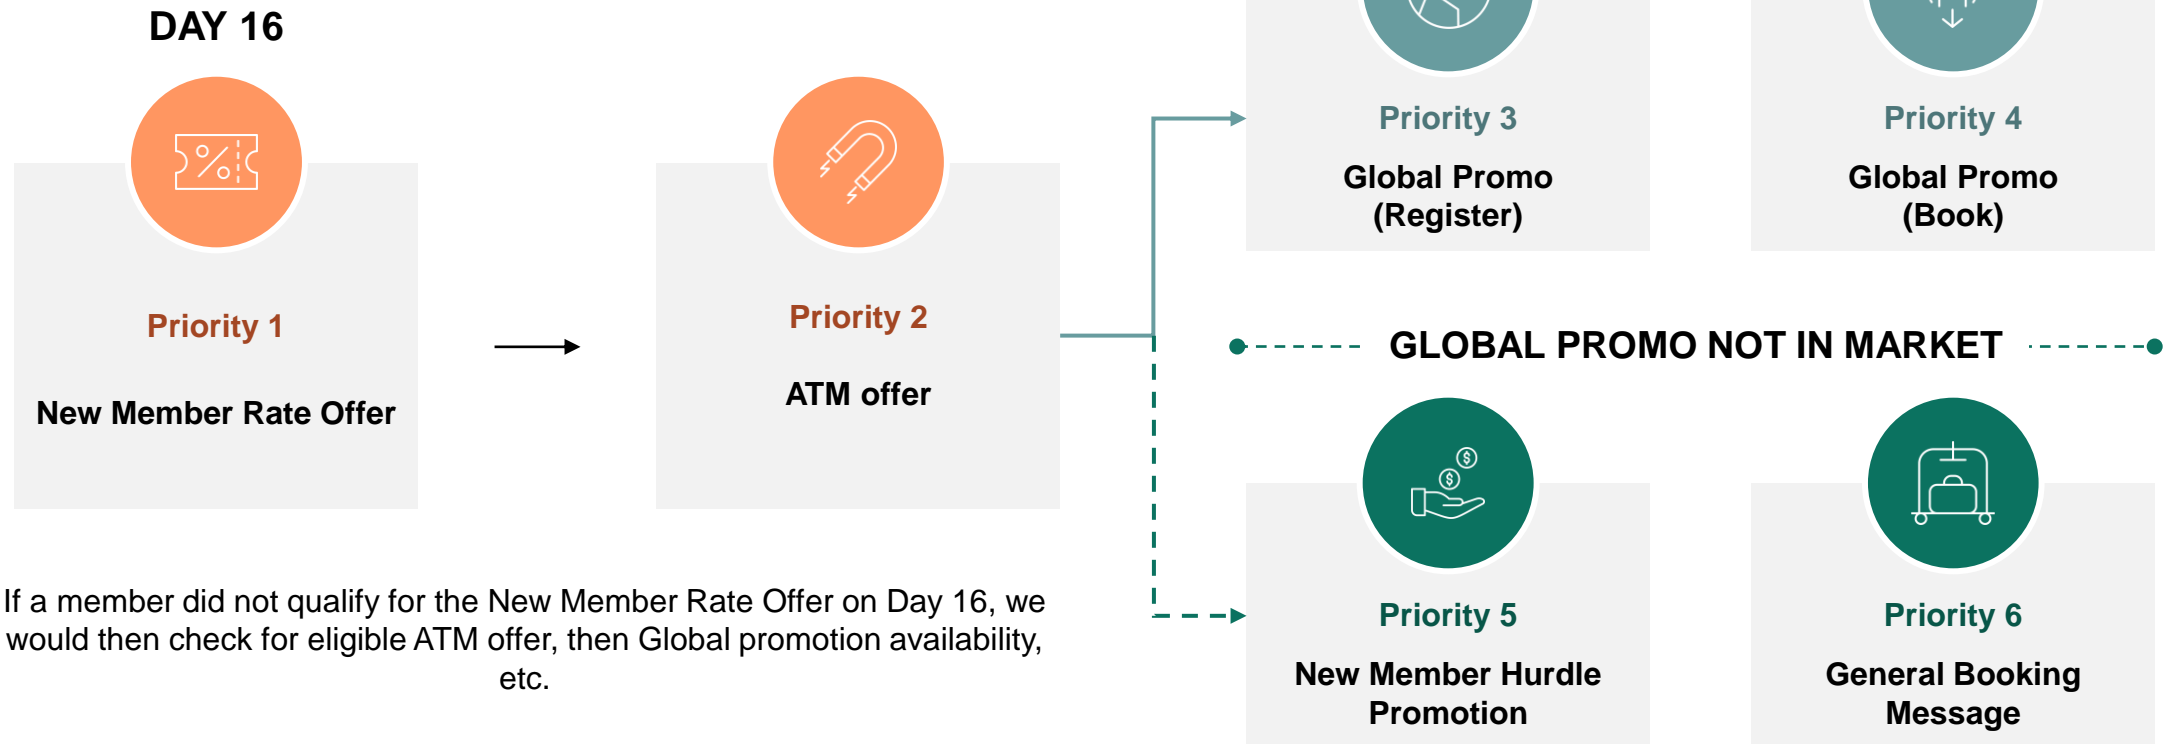 DAY 16
Priority 1
New Member Rate Offer
Priority 2
ATM offer
If a member did not qualify for the New Member Rate Offer on Day 16, we
would then check for eligible ATM offer, then Global promotion availability,
etc.
Priority 3
Global Promo
(Register)
Priority 4
Global Promo
(Book)
GLOBAL PROMO NOT IN MARKET
Priority 5
New Member Hurdle
Promotion
Priority 6
General Booking
Message